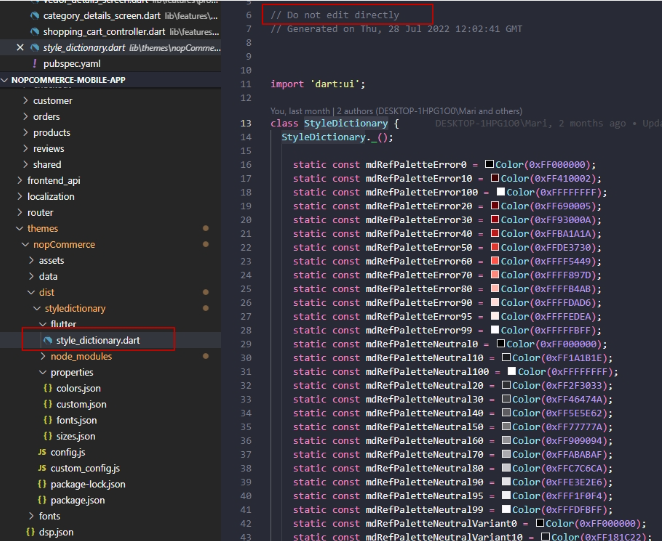 vedor_details_screen.dart lib\features\pro...
category_details_screen.dart lib\features\...
shopping_cart_controller.dart lib\feature...
style_dictionary.dart lib\themes\nopComme...
pubspec.yaml
NOPCOMMERCE-MOBILE-APP
checkout
customer
orders
products
reviews
shared
frontend_api
localization
router
themes
nopCommerce
assets
data
dist
styledictionary
flutter
style_dictionary.dart
node_modules
properties
colors.json
custom.json
fonts.json
sizes.json
config.js
custom_config.js
package-lock.json
package.json
fonts
dsp.json
5
6 // Do not edit directly
7 // Generated on Thu, 28 Jul 2022 12:02:41 GMT
8
9
10
11 import 'dart:ui';
12
You, last month | 2 authors (DESKTOP-1HPG1O0\Mari and others)
13 class StyleDictionary { DESKTOP-1HPG1O0\Mari, 2 months ago • Upda
14 StyleDictionary._();
15
16 static const mdRefPaletteError0 = Color(0xFF000000);
17 static const mdRefPaletteError10 = Color(0xFF410002);
18 static const mdRefPaletteError100 = Color(0xFFFFFFFF);
19 static const mdRefPaletteError20 = Color(0xFF690005);
20 static const mdRefPaletteError30 = Color(0xFF93000A);
21 static const mdRefPaletteError40 = Color(0xFFBA1A1A);
22 static const mdRefPaletteError50 = Color(0xFFDE3730);
23 static const mdRefPaletteError60 = Color(0xFFFF5449);
24 static const mdRefPaletteError70 = Color(0xFFFF897D);
25 static const mdRefPaletteError80 = Color(0xFFFFB4AB);
26 static const mdRefPaletteError90 = Color(0xFFFFDAD6);
27 static const mdRefPaletteError95 = Color(0xFFFFEDEA);
28 static const mdRefPaletteError99 = Color(0xFFFFFBFF);
29 static const mdRefPaletteNeutral0 = Color(0xFF000000);
30 static const mdRefPaletteNeutral10 = Color(0xFF1A1B1E);
31 static const mdRefPaletteNeutral100 = Color(0xFFFFFFFF);
32 static const mdRefPaletteNeutral20 = Color(0xFF2F3033);
33 static const mdRefPaletteNeutral30 = Color(0xFF46474A);
34 static const mdRefPaletteNeutral40 = Color(0xFF5E5E62);
35 static const mdRefPaletteNeutral50 = Color(0xFF77777A);
36 static const mdRefPaletteNeutral60 = Color(0xFF909094);
37 static const mdRefPaletteNeutral70 = Color(0xFFABABAF);
38 static const mdRefPaletteNeutral80 = Color(0xFFC7C6CA);
39 static const mdRefPaletteNeutral90 = Color(0xFFE3E2E6);
40 static const mdRefPaletteNeutral95 = Color(0xFFF1F0F4);
41 static const mdRefPaletteNeutral99 = Color(0xFFFDFBFF);
42 static const mdRefPaletteNeutralVariant0 = Color(0xFF000000);
43 static const mdRefPaletteNeutralVariant10 = Color(0xFF181C22);